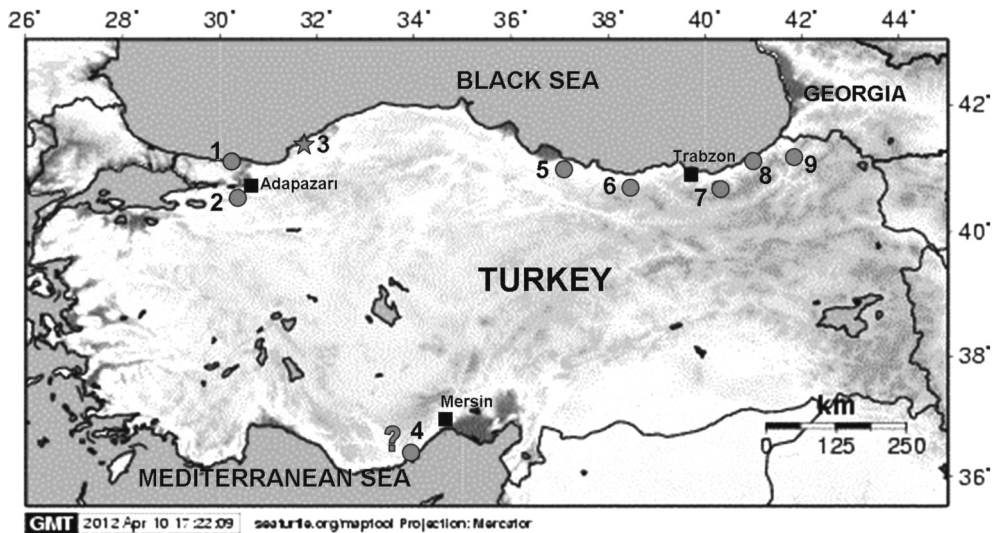 26° 28° 30° 32° 34° 36° 38° 40° 42° 44°
BLACK SEA
GEORGIA
42°
1
3
5
Trabzon
8
9
Adapazarı
2
6
7
40°
TURKEY
38°
Mersin
km
? 4
0 125 250
MEDITERRANEAN SEA
36°
GMT 2012 Apr 10 17:22:09 seaturtle.org/maptool Projection: Mercator